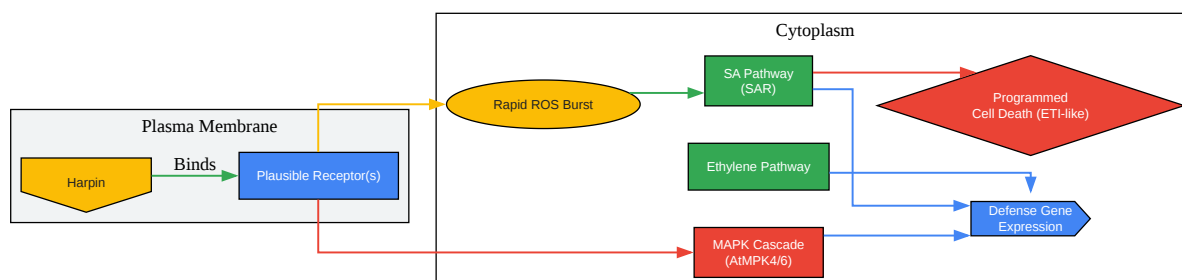 Plasma Membrane
Harpin
Binds
Plausible Receptor(s)
Cytoplasm
Rapid ROS Burst
SA Pathway
(SAR)
Programmed
Cell Death (ETI-like)
Ethylene Pathway
Defense Gene
Expression
MAPK Cascade
(AtMPK4/6)